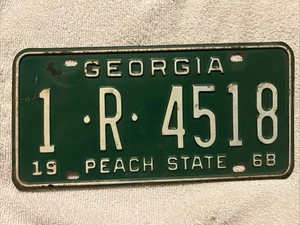 GEORGIA
1·R·4518
19 PEACH STATE 68